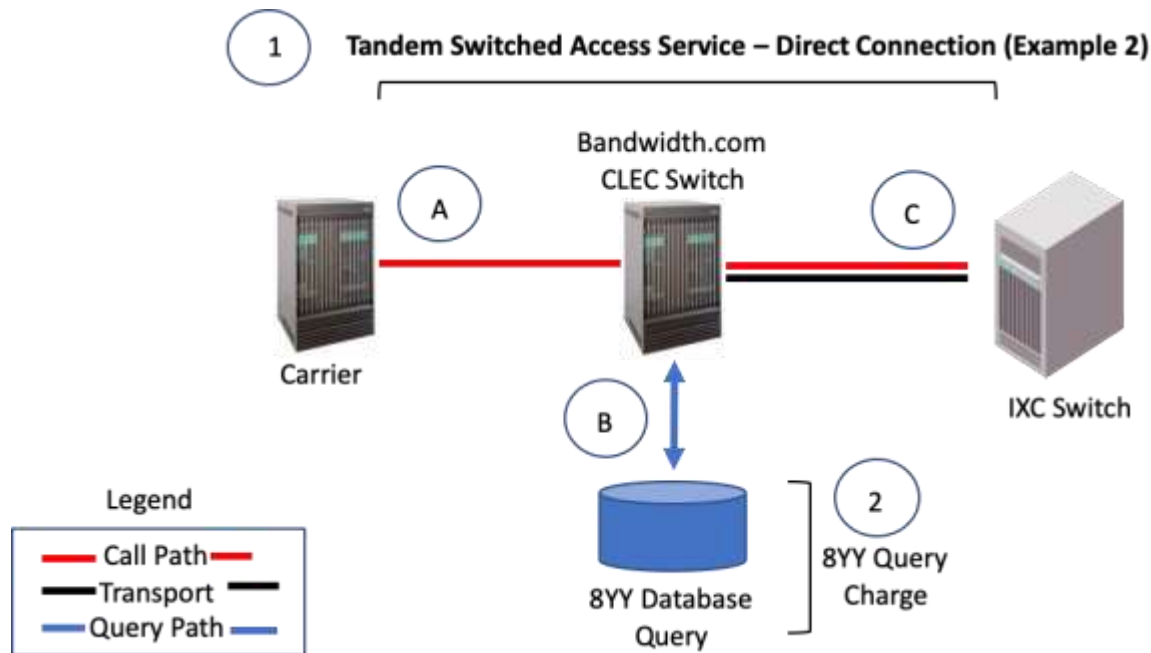 1
Tandem Switched Access Service – Direct Connection (Example 2)
Bandwidth.com
CLEC Switch
A
C
Carrier
IXC Switch
B
Legend
Call Path
Transport
Query Path
8YY Database
Query
2
8YY Query
Charge